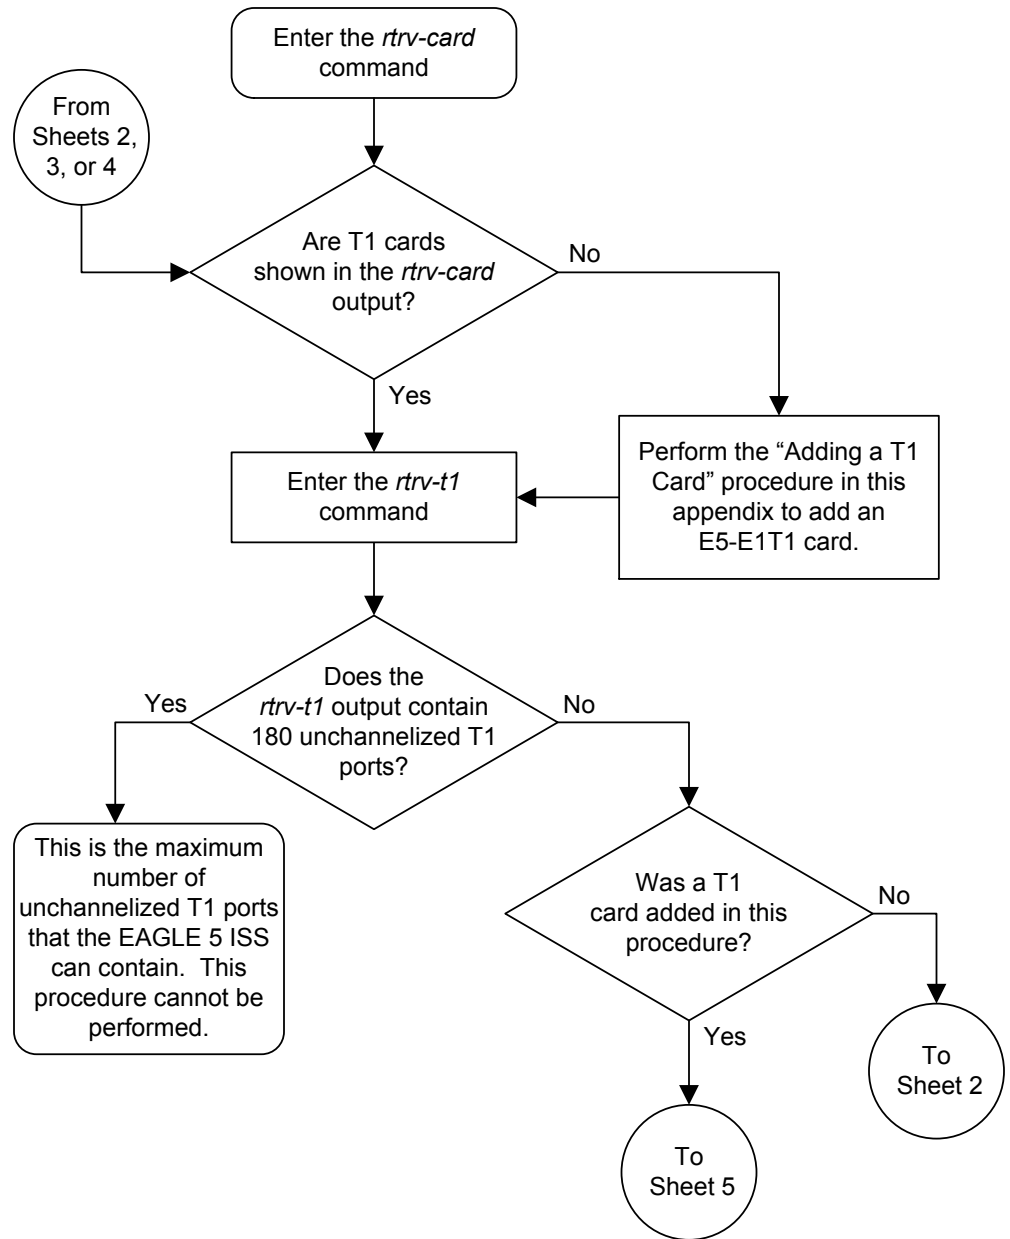 Enter the rtrv-card
command
From
Sheets 2,
3, or 4
Are T1 cards
shown in the rtrv-card
output?
No
Yes
Enter the rtrv-t1
command
Perform the “Adding a T1
Card” procedure in this
appendix to add an
E5-E1T1 card.
Does the
rtrv-t1 output contain
180 unchannelized T1
ports?
Yes
No
This is the maximum
number of
unchannelized T1 ports
that the EAGLE 5 ISS
can contain.  This
procedure cannot be
performed.
Was a T1
card added in this
procedure?
No
Yes
To
Sheet 2
To
Sheet 5